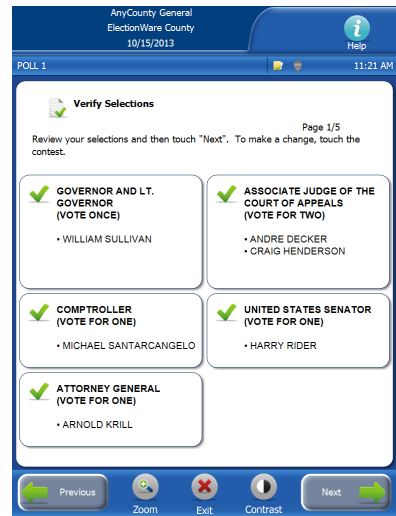 AnyCounty General
ElectionWare County
10/15/2013
Help
POLL 1
11:21 AM
Verify Selections
Page 1/5
Review your selections and then touch "Next". To make a change, touch the
contest.
GOVERNOR AND LT.
GOVERNOR
(VOTE ONCE)
• WILLIAM SULLIVAN
ASSOCIATE JUDGE OF THE
COURT OF APPEALS
(VOTE FOR TWO)
• ANDRE DECKER
• CRAIG HENDERSON
COMPTROLLER
(VOTE FOR ONE)
• MICHAEL SANTARCANGELO
UNITED STATES SENATOR
(VOTE FOR ONE)
• HARRY RIDER
ATTORNEY GENERAL
(VOTE FOR ONE)
• ARNOLD KRILL
Previous
Zoom
Exit
Contrast
Next